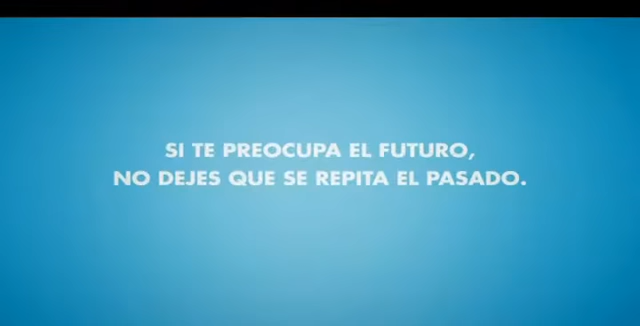 SI TE PREOCUPA EL FUTURO,
NO DEJES QUE SE REPITA EL PASADO.